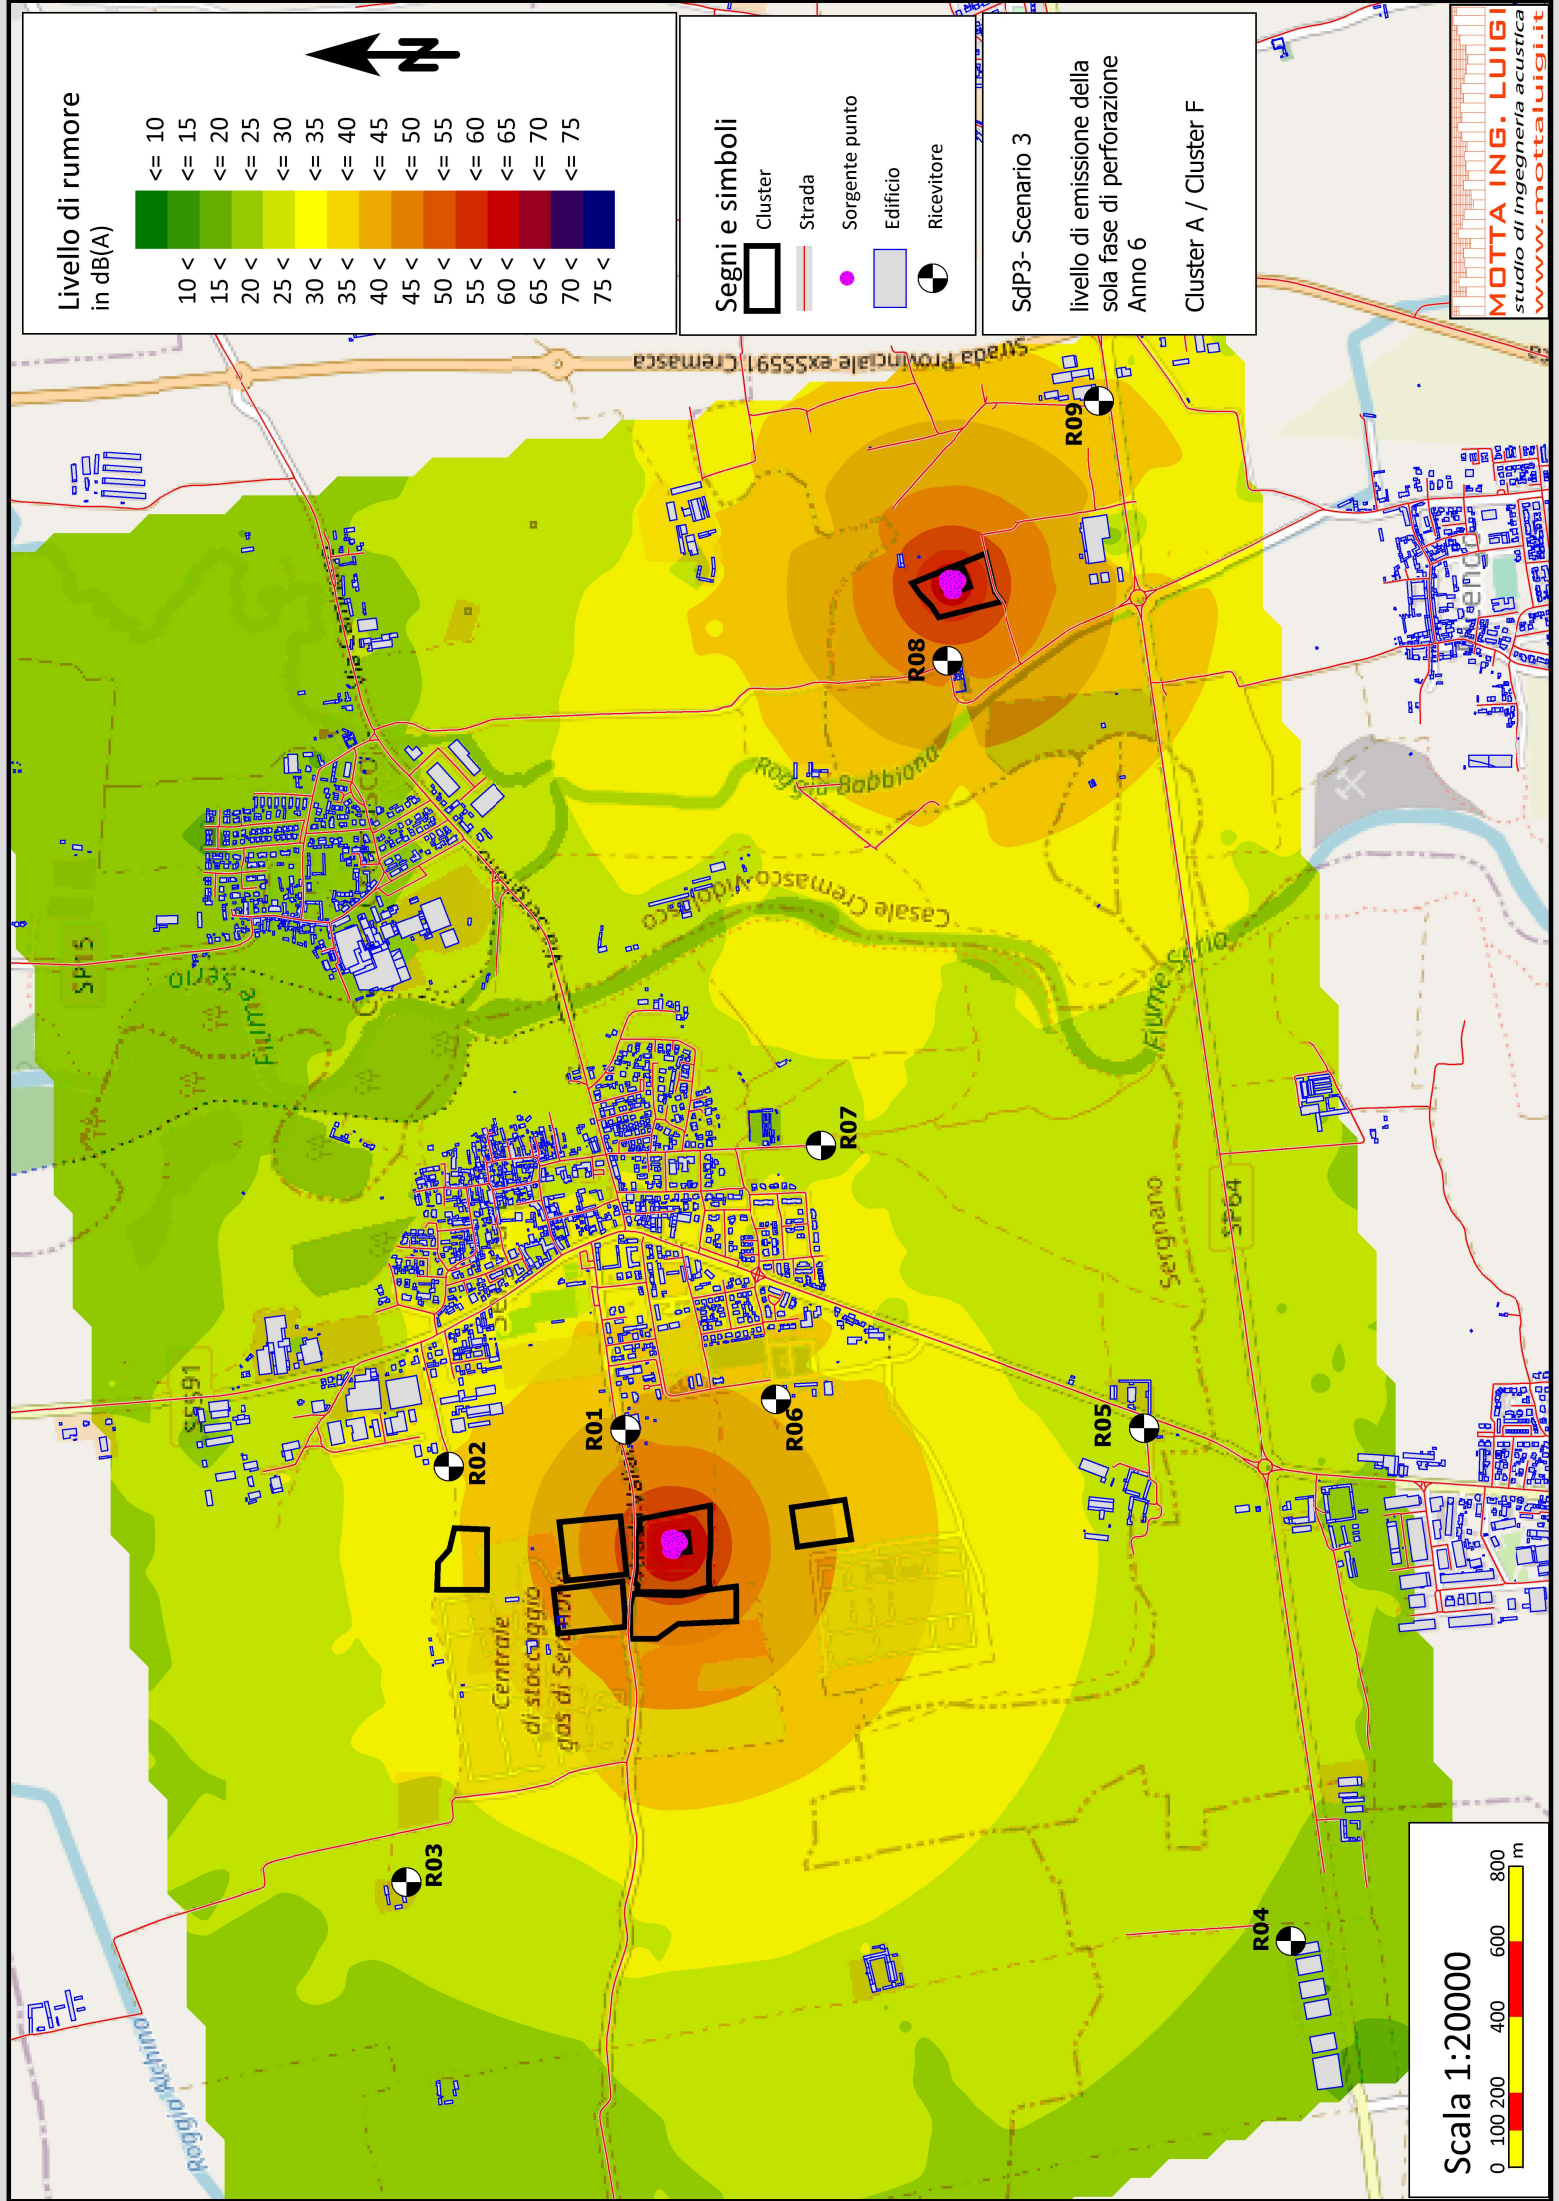 Livello di rumore
in dB(A)
<= 10
10 < <= 15
15 < <= 20
20 < <= 25
25 < <= 30
30 < <= 35
35 < <= 40
40 < <= 45
45 < <= 50
50 < <= 55
55 < <= 60
60 < <= 65
65 < <= 70
70 < <= 75
75 <
N
Segni e simboli
Cluster
Strada
Sorgente punto
Edificio
Ricevitore
SdP3- Scenario 3
livello di emissione della
sola fase di perforazione
Anno 6
Cluster A / Cluster F
MOTTA ING. LUIGI
studio di ingegneria acustica
www.mottaluigi.it
Strada Provinciale exSS591 Cremasca
R09
R08
Roggia Babbiona
Casale Cremasco Vidolasco
Fiume Serio
SP15
Fiume Serio
R07
Segnano
SP64
SS591
R02
R01
R06
R05
Centrale
di stoccaggio
gas di
R03
R04
Roggia Alchina
Scala 1:20000
0 100 200 400 600 800
m